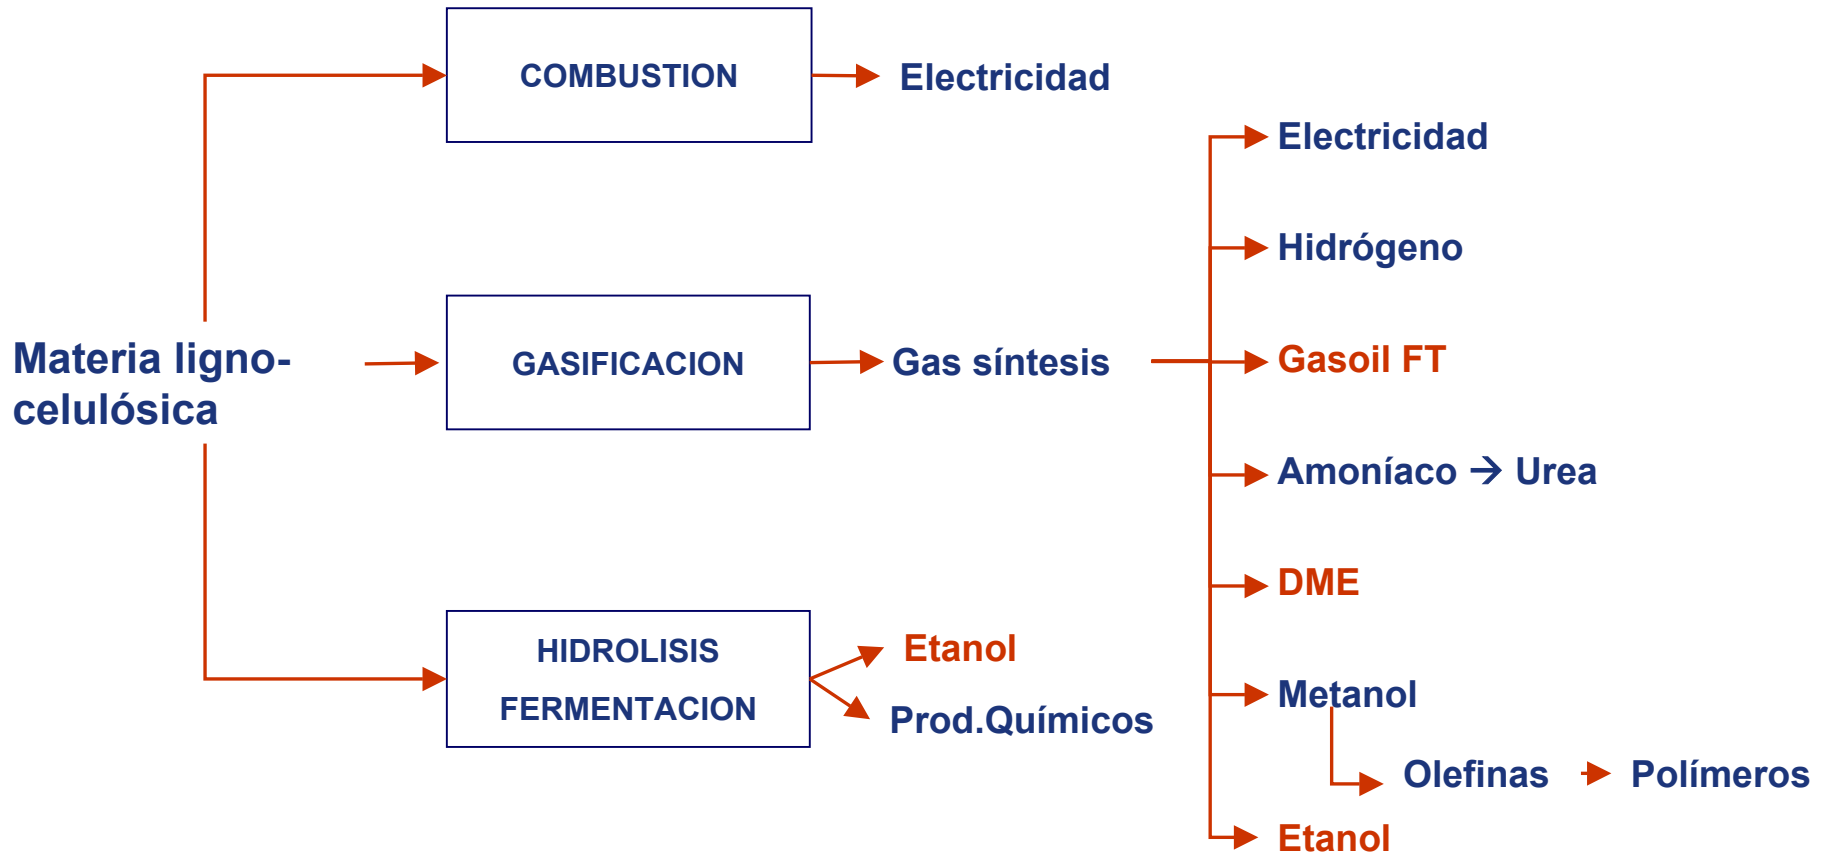 COMBUSTION
Electricidad
Electricidad
Hidrógeno
Materia ligno-
celulósica
GASIFICACION
Gas síntesis
Gasoil FT
Amoníaco → Urea
DME
HIDROLISIS
FERMENTACION
Etanol
Prod.Químicos
Metanol
Olefinas
Polímeros
Etanol